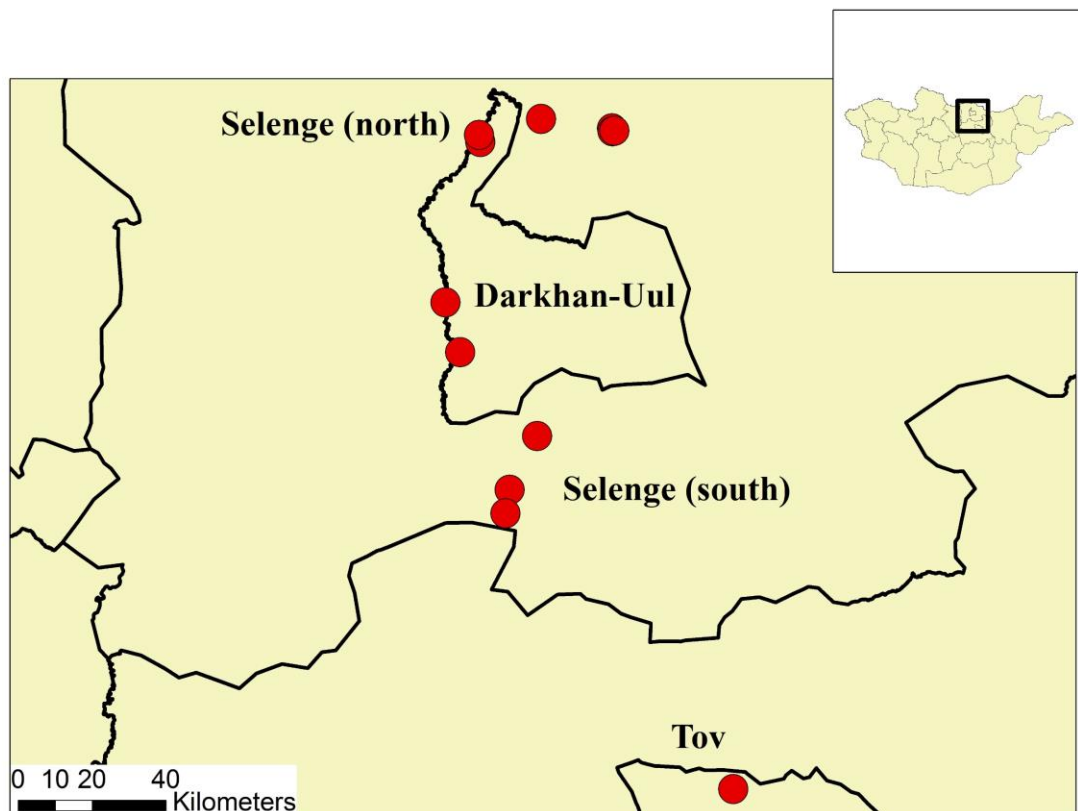 Selenge (north)
Darkhan-Uul
Selenge (south)
Tov
0 10 20 40
Kilometers